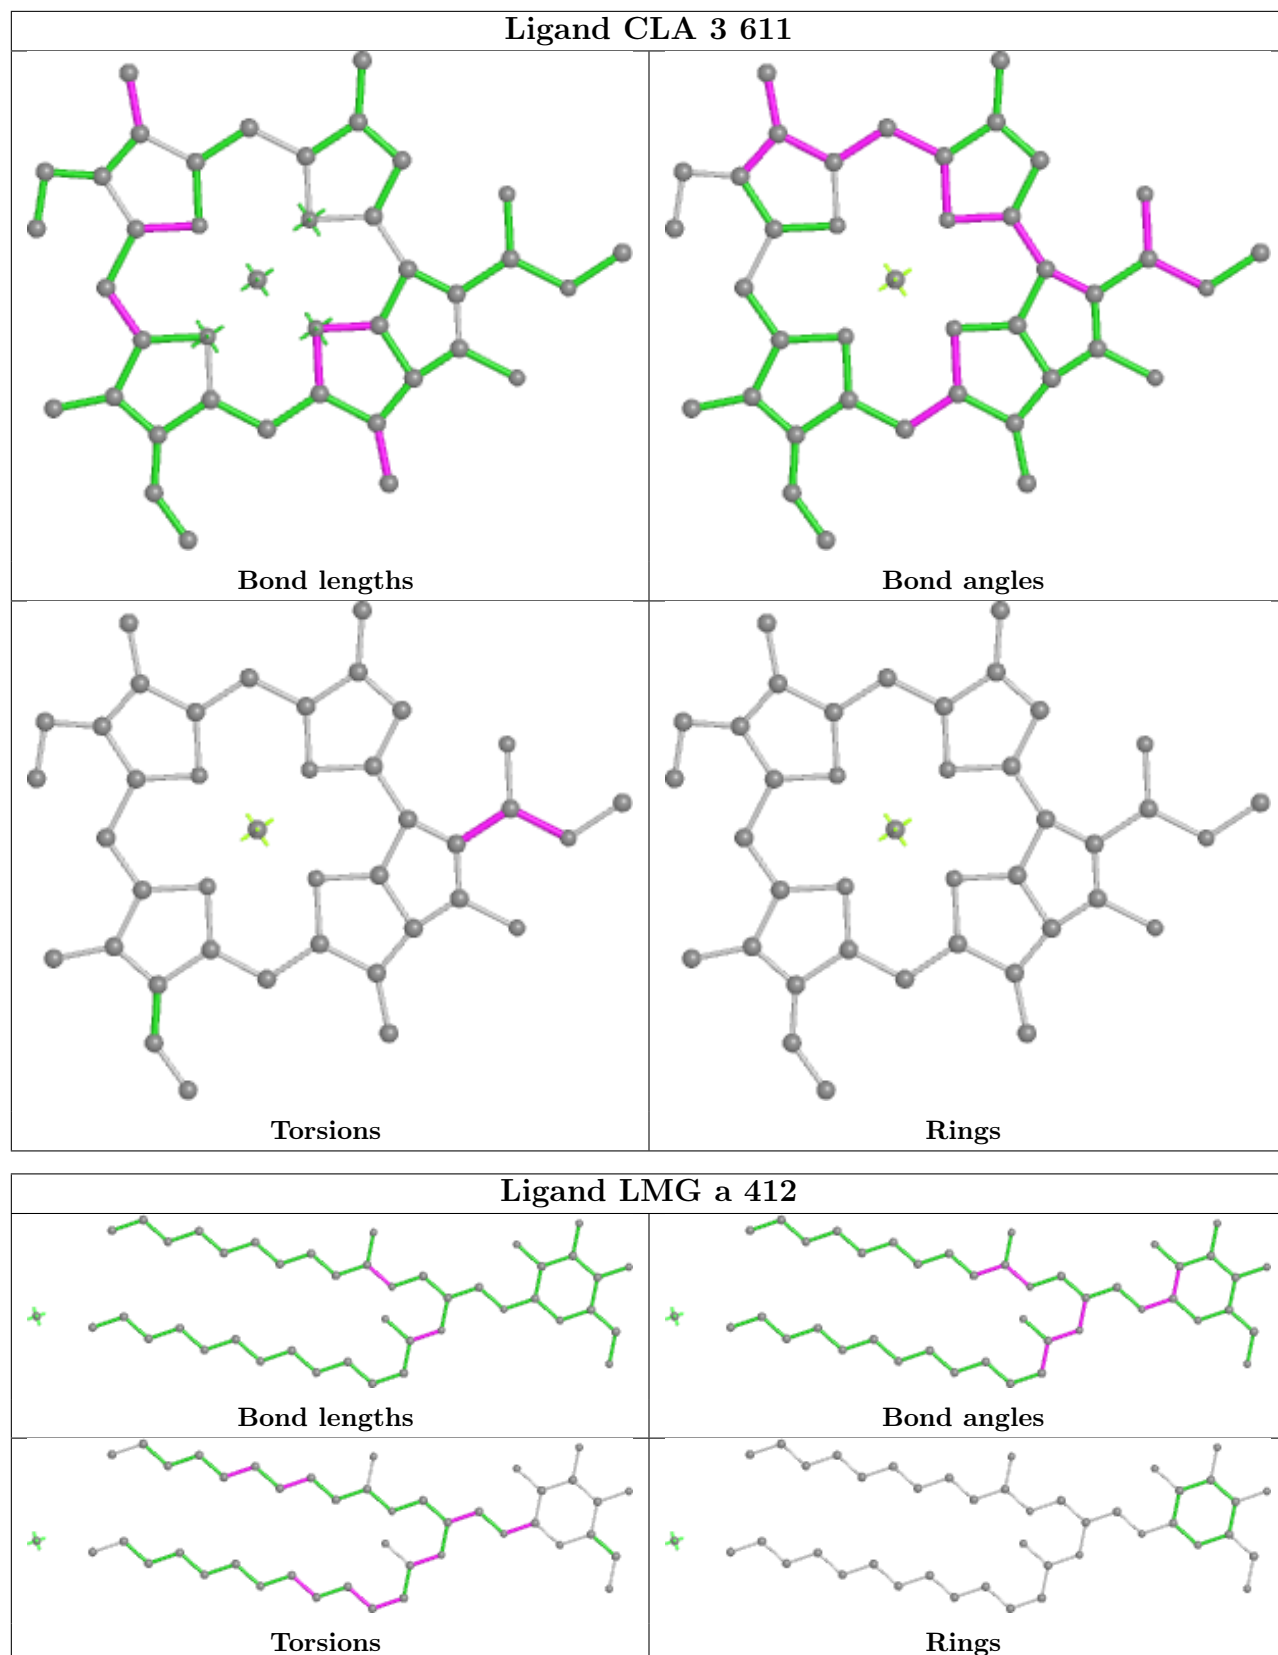 Ligand CLA 3 611
Bond lengths
Bond angles
Torsions
Rings
Ligand LMG a 412
Bond lengths
Bond angles
Torsions
Rings